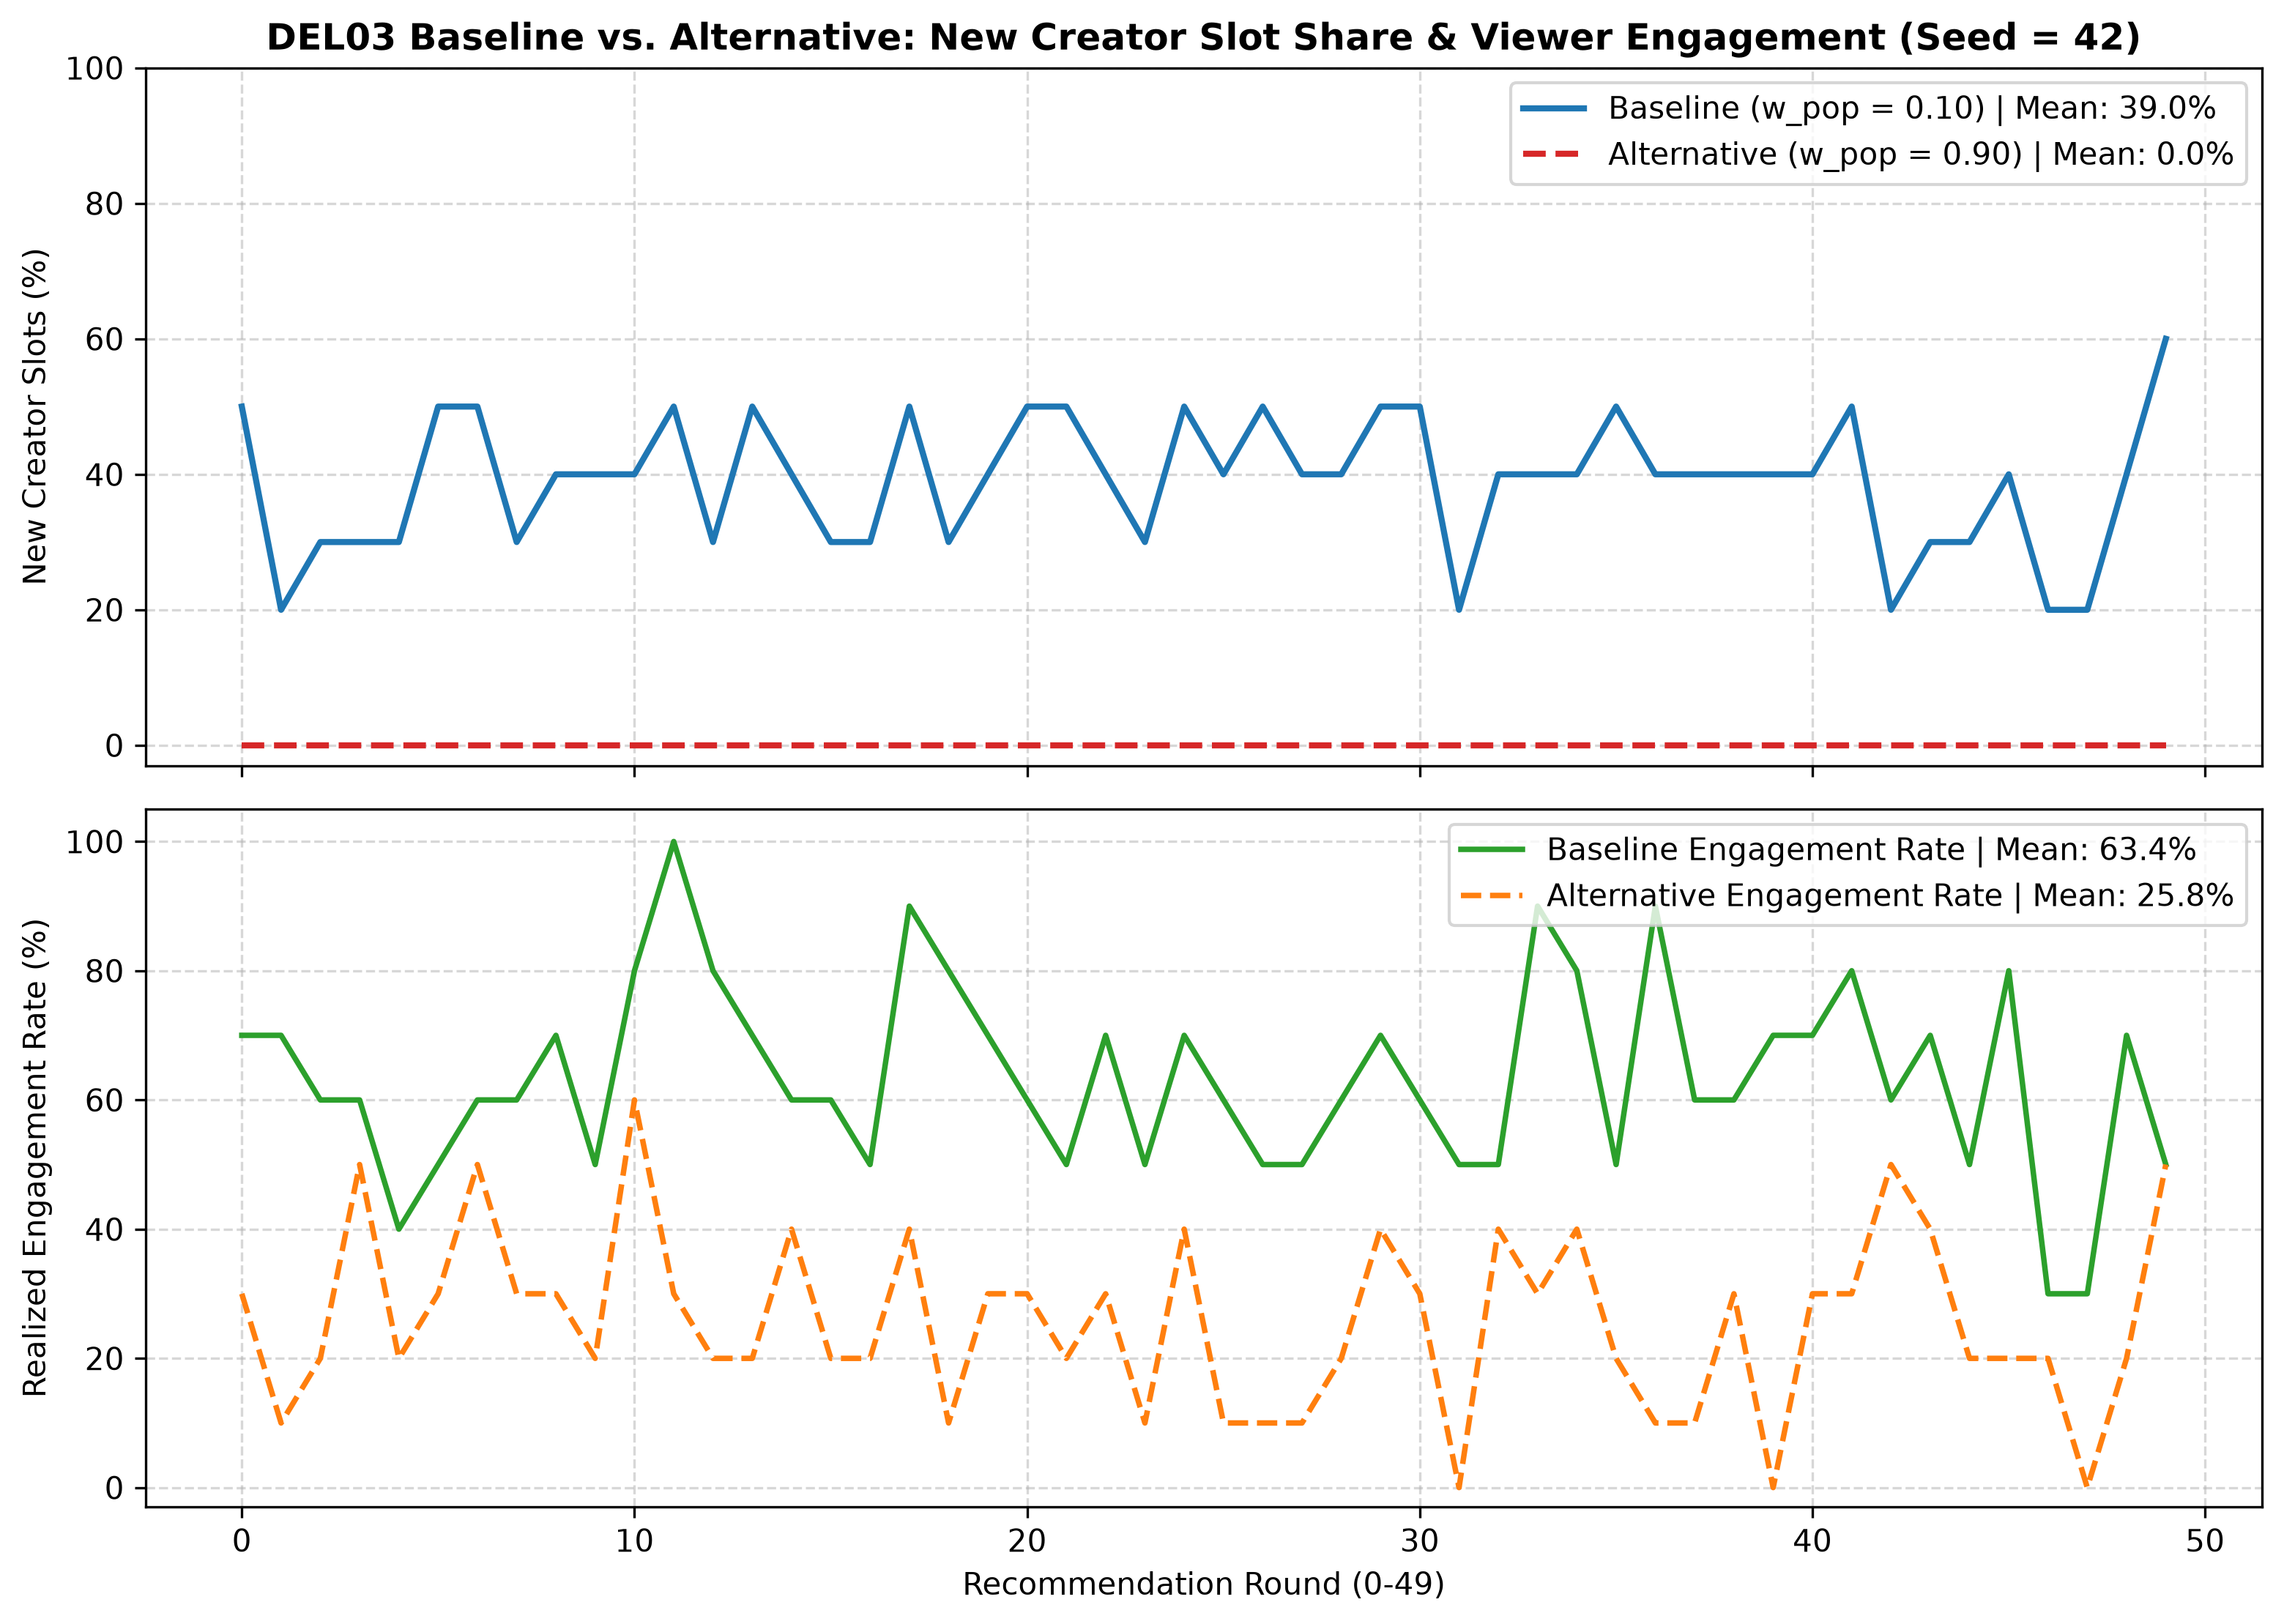 DEL03 Baseline vs. Alternative: New Creator Slot Share & Viewer Engagement (Seed = 42)
100
80
60
40
20
0
New Creator Slots (%)
Baseline (w_pop = 0.10) | Mean: 39.0%
Alternative (w_pop = 0.90) | Mean: 0.0%
100
80
60
40
20
0
Realized Engagement Rate (%)
Baseline Engagement Rate | Mean: 63.4%
Alternative Engagement Rate | Mean: 25.8%
0 10 20 30 40 50
Recommendation Round (0-49)